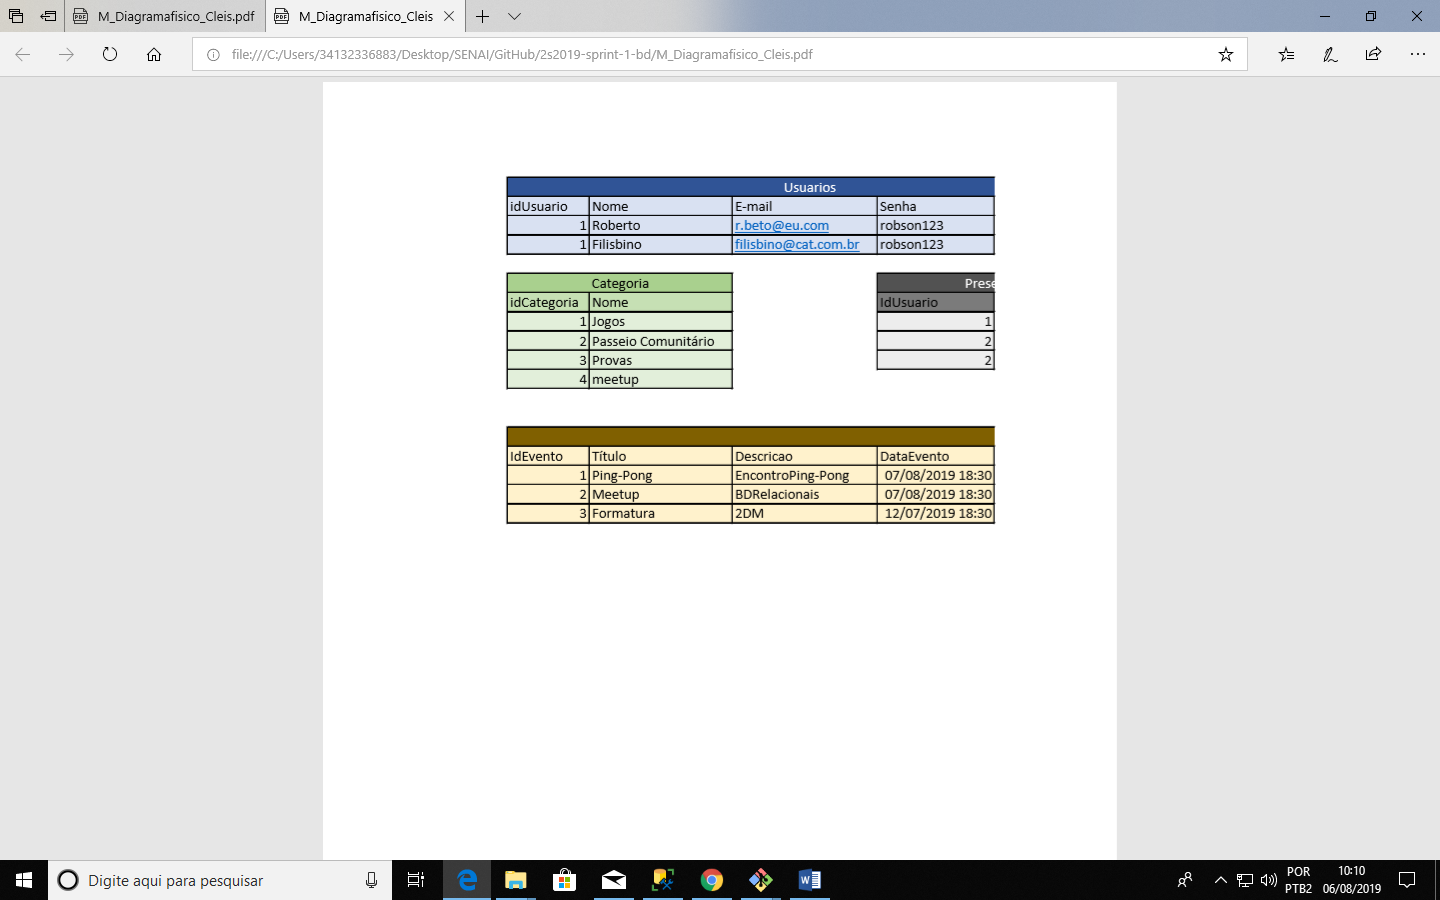 M_Diagramafisico_Cleis.pdf
M_Diagramafisico_Cleis
file:///C:/Users/34132336883/Desktop/SENAI/GitHub/2s2019-sprint-1-bd/M_Diagramafisico_Cleis.pdf
Usuarios
idUsuario Nome E-mail Senha
1 Roberto r.beto@eu.com robson123
1 Filisbino filisbino@cat.com.br robson123
Categoria
idCategoria Nome
1 Jogos
2 Passeio Comunitário
3 Provas
4 meetup
Prese
IdUsuario
1
2
2
IdEvento Título Descricao DataEvento
1 Ping-Pong EncontroPing-Pong 07/08/2019 18:30
2 Meetup BDRelacionais 07/08/2019 18:30
3 Formatura 2DM 12/07/2019 18:30
Digite aqui para pesquisar
POR
PTB2
10:10
06/08/2019